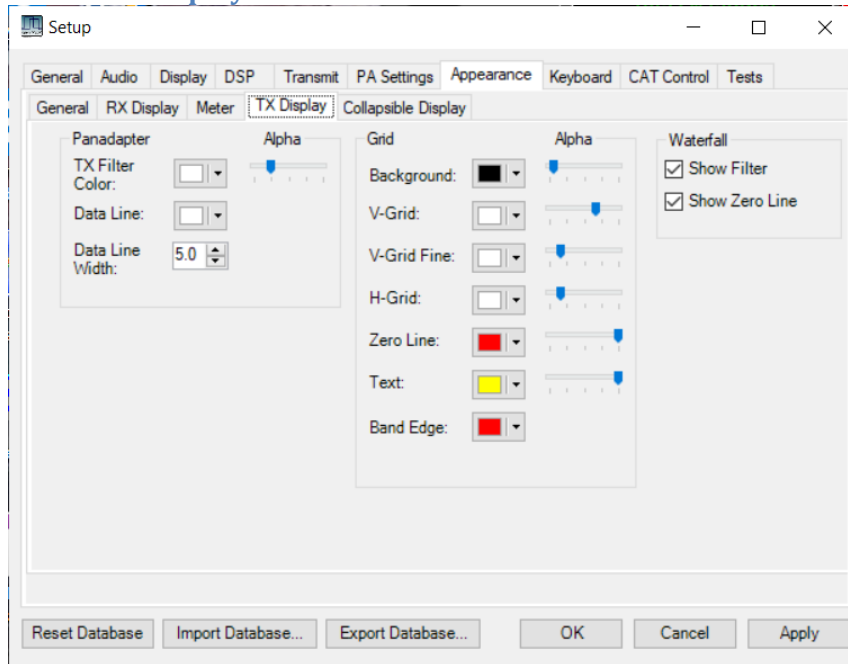 Setup
General Audio Display DSP Transmit PA Settings Appearance Keyboard CAT Control Tests
General RX Display Meter TX Display Collapsible Display
Panadapter Alpha
TX Filter
Color:
Data Line:
Data Line
Width:
5.0
Grid Alpha
Background:
V-Grid:
V-Grid Fine:
H-Grid:
Zero Line:
Text:
Band Edge:
Waterfall
Show Filter
Show Zero Line
Reset Database Import Database... Export Database... OK Cancel Apply